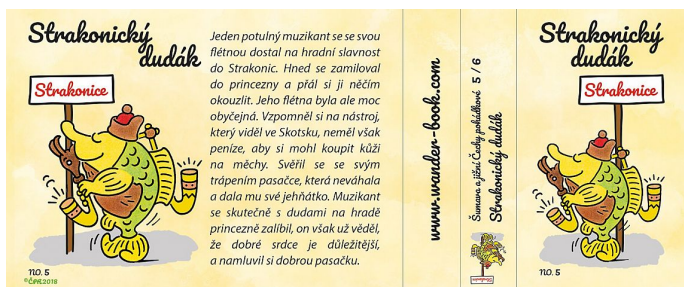 Strakonický
dudák
Strakonice
NO. 5
©ČPR2018
Jeden potulný muzikant se se svou
flétnou dostal na hradní slavnost
do Strakonic. Hned se zamiloval
do princezny a přál si ji něčím
okouzlit. Jeho flétna byla ale moc
obyčejná. Vzpomněl si na nástroj,
který viděl ve Skotsku, neměl však
peníze, aby si mohl koupit kůži
na měchy. Svěřil se se svým
trápením pasačce, která neváhala
a dala mu své jehňátko. Muzikant
se skutečně s dudami na hradě
princezně zalíbil, on však už věděl,
že dobré srdce je důležitější,
a namluvil si dobrou pasačku.
www.wander-book.com
Šumava a jižní Čechy pohádkové 5 / 6
Strakonický dudák
Strakonice
Strakonický
dudák
Strakonice
NO. 5